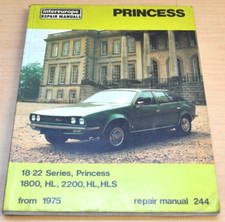 intereurope
REPAIR MANUALS
PRINCESS
18·22 Series, Princess
1800, HL, 2200, HL, HLS
from 1975
repair manual 244